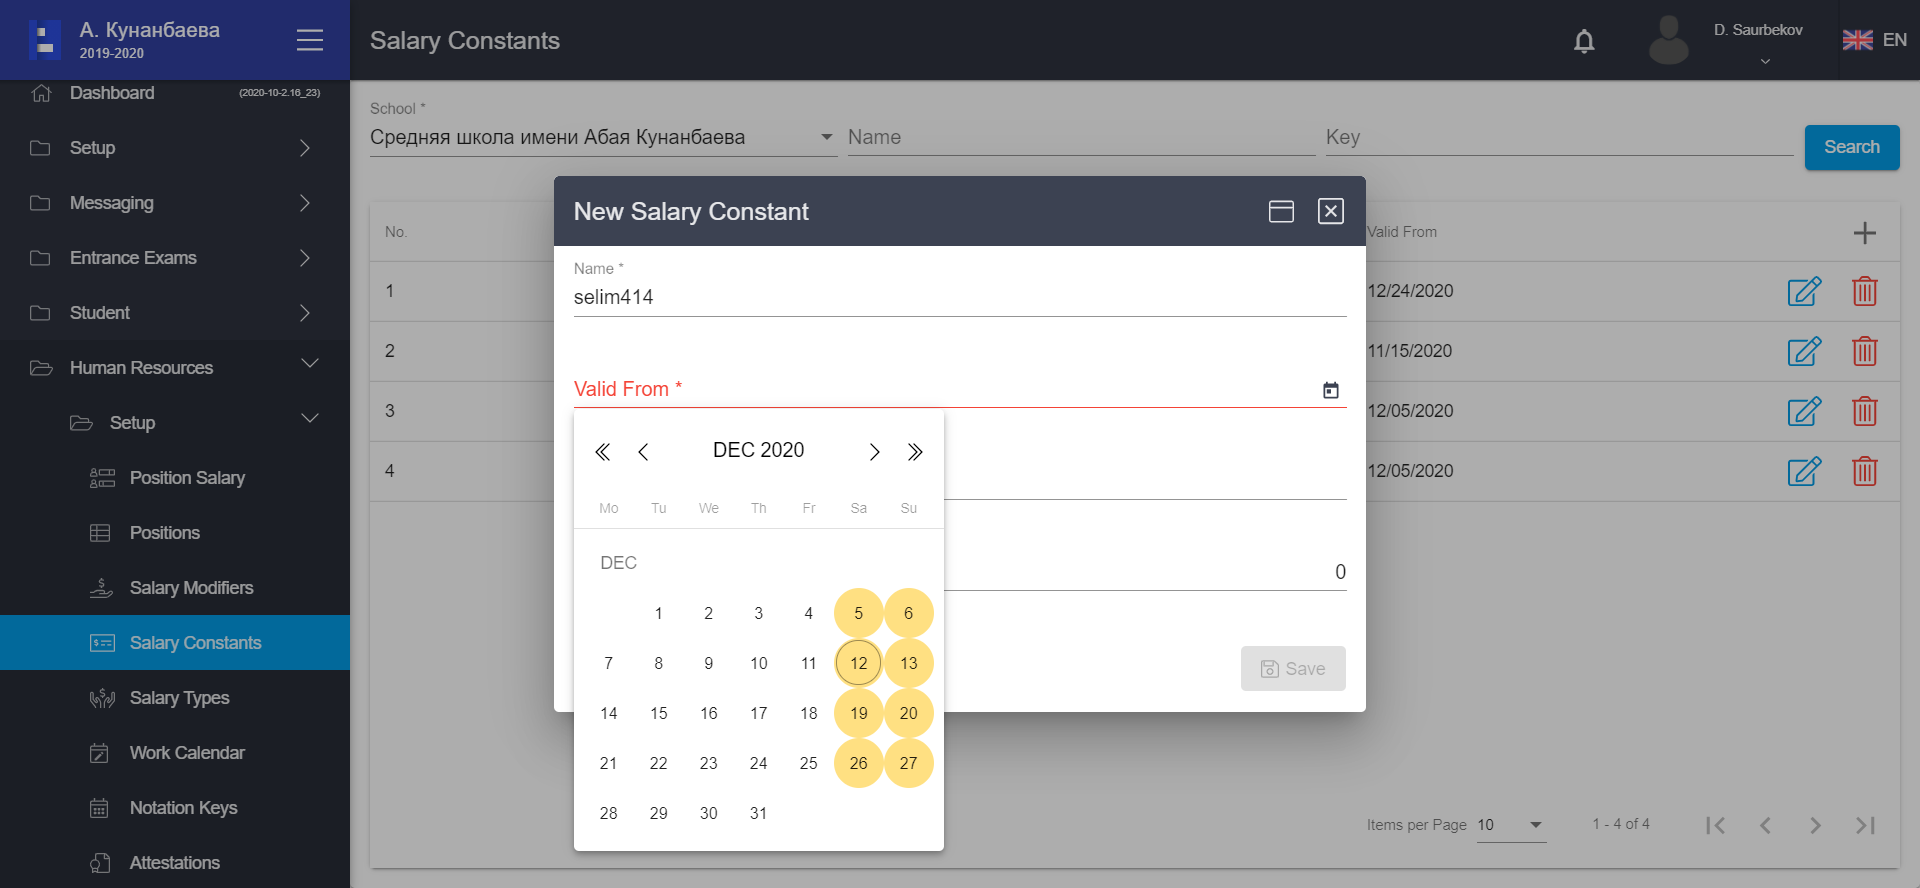 А. Кунанбаева
2019-2020
Salary Constants
D. Saurbekov
EN
Dashboard
(2020-10-2.16_23)
Setup
Messaging
Entrance Exams
Student
Human Resources
Setup
Position Salary
Positions
Salary Modifiers
Salary Constants
Salary Types
Work Calendar
Notation Keys
Attestations
School *
Средняя школа имени Абая Кунанбаева
Name
Key
Search
No.
Valid From
1
12/24/2020
2
11/15/2020
3
12/05/2020
4
12/05/2020
Items per Page 10
1 - 4 of 4
New Salary Constant
Name *
selim414
Valid From *
0
Save
DEC 2020
Mo Tu We Th Fr Sa Su
DEC
1 2 3 4 5 6
7 8 9 10 11 12 13
14 15 16 17 18 19 20
21 22 23 24 25 26 27
28 29 30 31